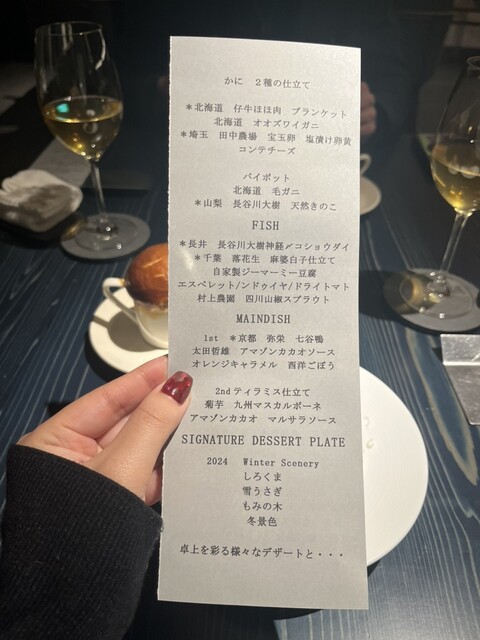 かに 2種の仕立て
*北海道 仔牛ほほ肉 ブランケット
北海道 オオズワイガニ
*埼玉 田中農場 宝玉卵 塩漬け卵黄
コンテチーズ
パイポット
北海道 毛ガニ
*山梨 長谷川大樹 天然きのこ
FISH
*長井 長谷川大樹神経〆コショウダイ
*千葉 落花生 麻婆白子仕立て
自家製ジーマーミー豆腐
エスペレット/ンドゥイヤ/ドライトマト
村上農園 四川山椒スプラウト
MAINDISH
1st *京都 弥栄 七谷鴨
太田哲雄 アマゾンカカオソース
オレンジキャラメル 西洋ごぼう
2ndティラミス仕立て
菊芋 九州マスカルポーネ
アマゾンカカオ マルサラソース
SIGNATURE DESSERT PLATE
2024 Winter Scenery
しろくま
雪うさぎ
もみの木
冬景色
卓上を彩る様々なデザートと・・・